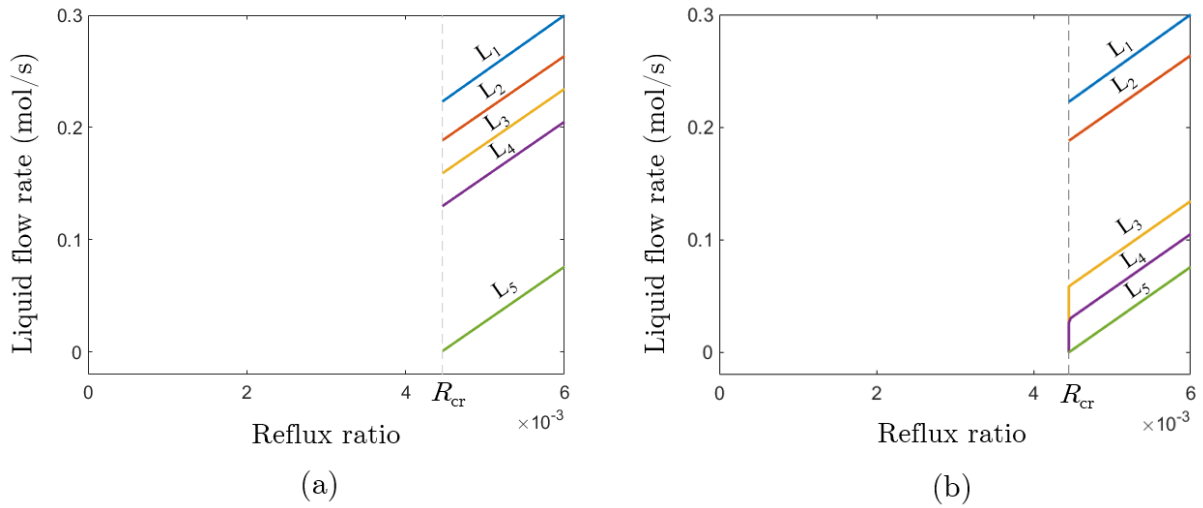 Liquid flow rate (mol/s)
0.3
0.2
0.1
0
L1
L2
L3
L4
L5
0
2
4
Rcr
6
×10-3
Reflux ratio
(a)
Liquid flow rate (mol/s)
0.3
0.2
0.1
0
L1
L2
L3
L4
L5
0
2
4
Rcr
6
×10-3
Reflux ratio
(b)